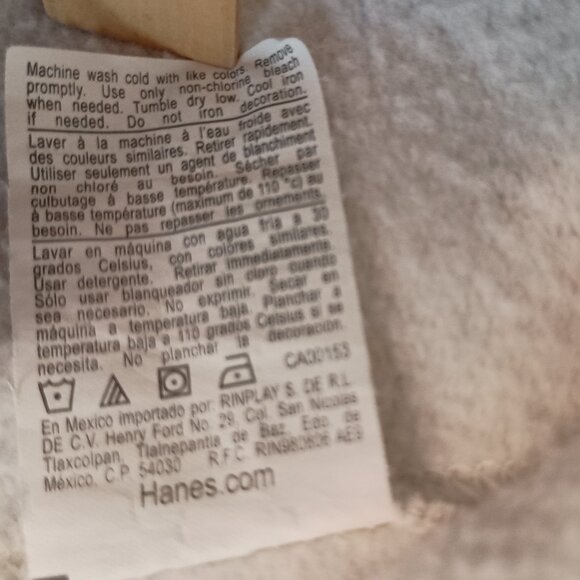 Machine wash cold with like colors. Remove
promptly. Use only non-chlorine bleach
when needed. Tumble dry low. Cool iron
if needed. Do not iron decoration.
Laver à la machine à l'eau froide avec
des couleurs similaires. Retirer rapidement.
Utiliser seulement un agent de blanchiment
non chloré au besoin. Sécher par
culbutage à basse température. Repasser
à basse température (maximum de 110 °c) au
besoin. Ne pas repasser les ornements.
Lavar en máquina con agua fria a 30
grados Celsius, con colores similares.
Usar detergente. Retirar immediatamente.
Sólo usar blanqueador sin cloro cuando
sea necesario. No exprimir. Secar en
máquina a temperatura baja. Planchar a
temperatura baja a 110 grados Celsius si se
necesita. No planchar la decoración.
CA30153
En Mexico importado por RINPLAY S. DE R.L.
DE C.V. Henry Ford No. 29, Col. San Nicolas
Tlaxcolpan, Tlalnepantla de Baz, Edo. de
México, C.P. 54030 R.F.C. RIN980806 AE9
Hanes.com